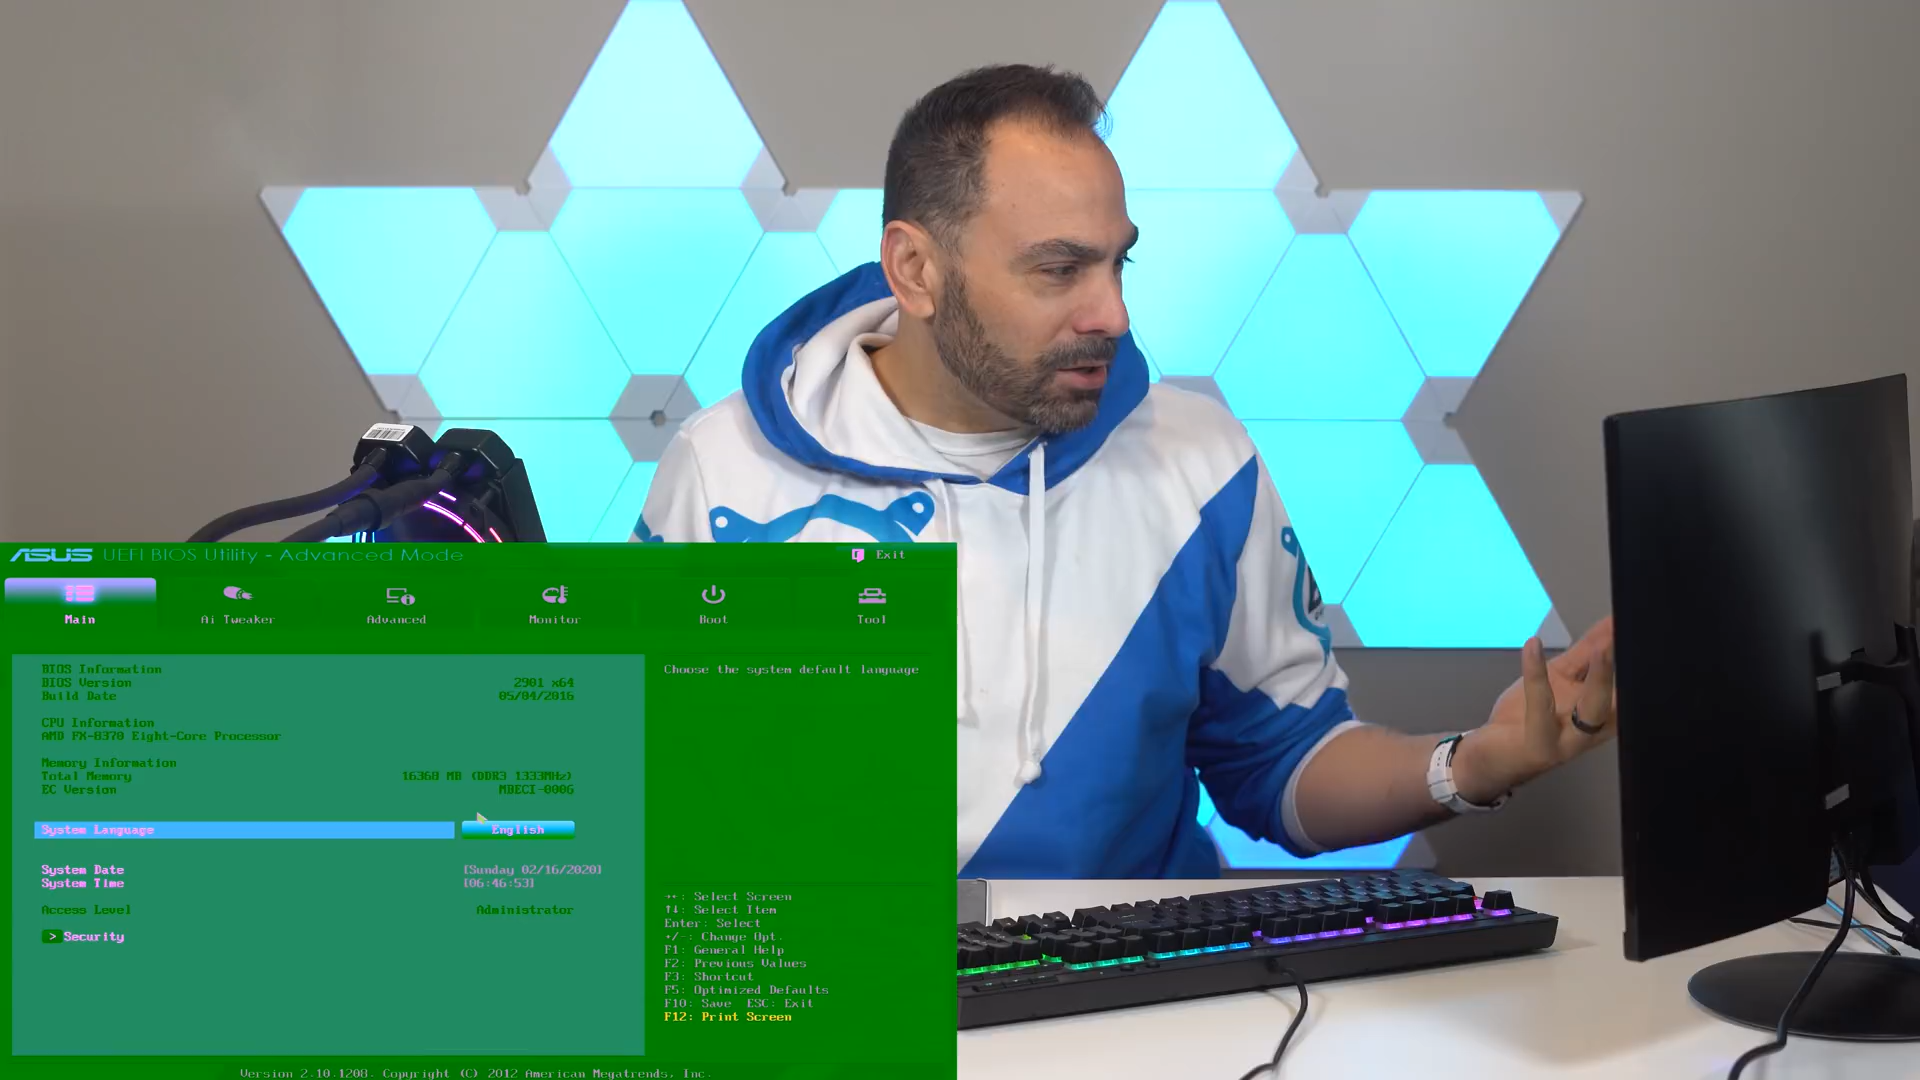 ASUS UEFI BIOS Utility - Advanced Mode
Exit
Main
Ai Tweaker
Advanced
Monitor
Boot
Tool
BIOS Information
BIOS Version 2901 x64
Build Date 05/04/2016
CPU Information
AMD FX-8370 Eight-Core Processor
Memory Information
Total Memory 16368 MB (DDR3 1333MHz)
EC Version MBECI-0006
System Language English
System Date [Sunday 02/16/2020]
System Time [06:46:53]
Access Level Administrator
> Security
Choose the system default language
→←: Select Screen
↑↓: Select Item
Enter: Select
+/-: Change Opt.
F1: General Help
F2: Previous Values
F3: Shortcut
F5: Optimized Defaults
F10: Save ESC: Exit
F12: Print Screen
Version 2.10.1208. Copyright (C) 2012 American Megatrends, Inc.